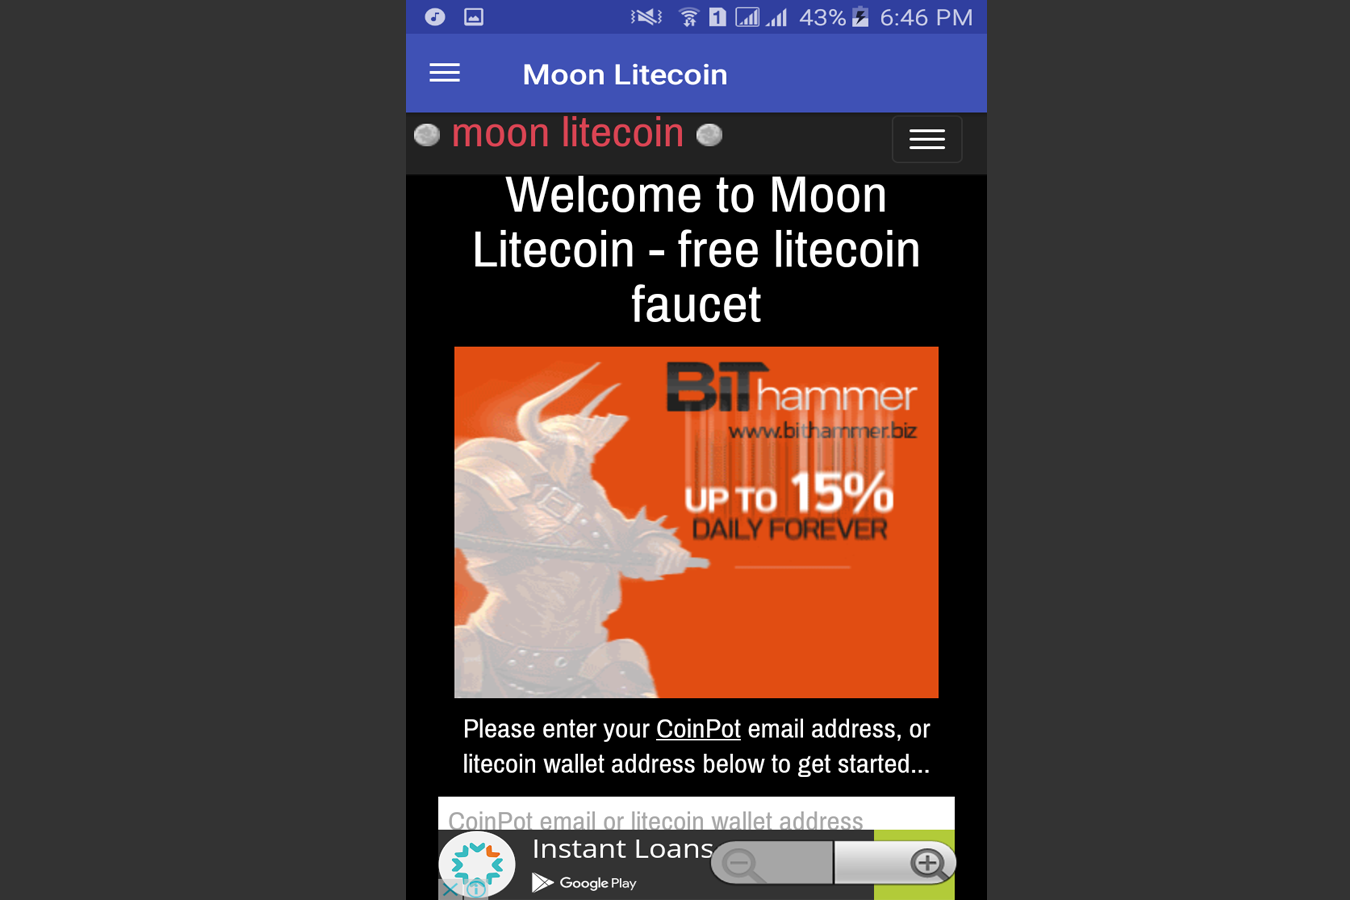 1 43% 6:46 PM
Moon Litecoin
moon litecoin
Welcome to Moon
Litecoin - free litecoin
faucet
BiThammer
www.bithammer.biz
UP TO 15%
DAILY FOREVER
Please enter your CoinPot email address, or
litecoin wallet address below to get started...
CoinPot email or litecoin wallet address
Instant Loans
Google Play